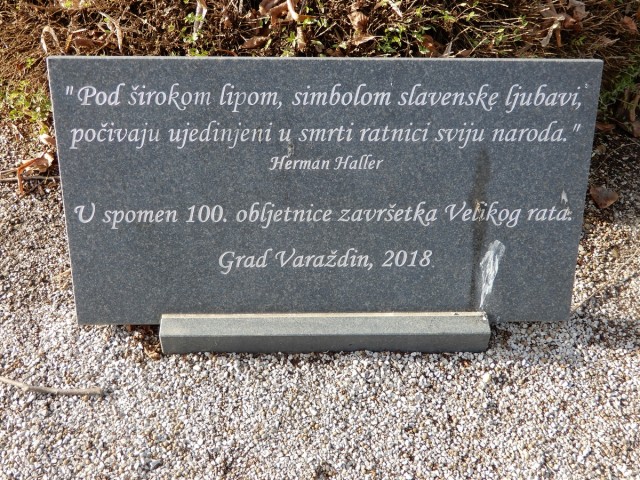 "Pod širokom lipom, simbolom slavenske ljubavi,
počivaju ujedinjeni u smrti ratnici sviju naroda."
Herman Haller
U spomen 100. obljetnice završetka Velikog rata.
Grad Varaždin, 2018